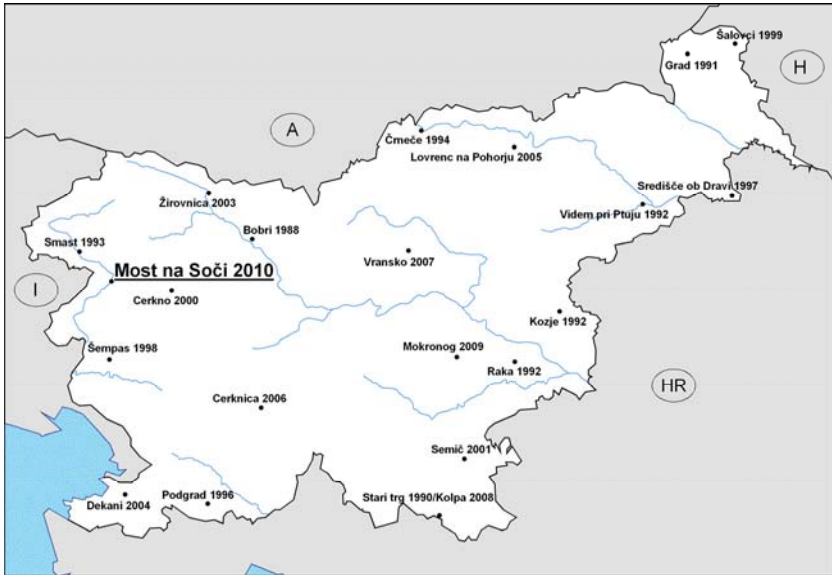 Šalovci 1999
Grad 1991
H
A
Črneče 1994
Lovrenc na Pohorju 2005
Središče ob Dravi 1997
Žirovnica 2003
Videm pri Ptuju 1992
Bobri 1988
Smast 1993
Vransko 2007
Most na Soči 2010
I
Cerkno 2000
Kozje 1992
Šempas 1998
Mokronog 2009
Raka 1992
HR
Cerknica 2006
Semič 2001
Podgrad 1996
Stari trg 1990/Kolpa 2008
Dekani 2004